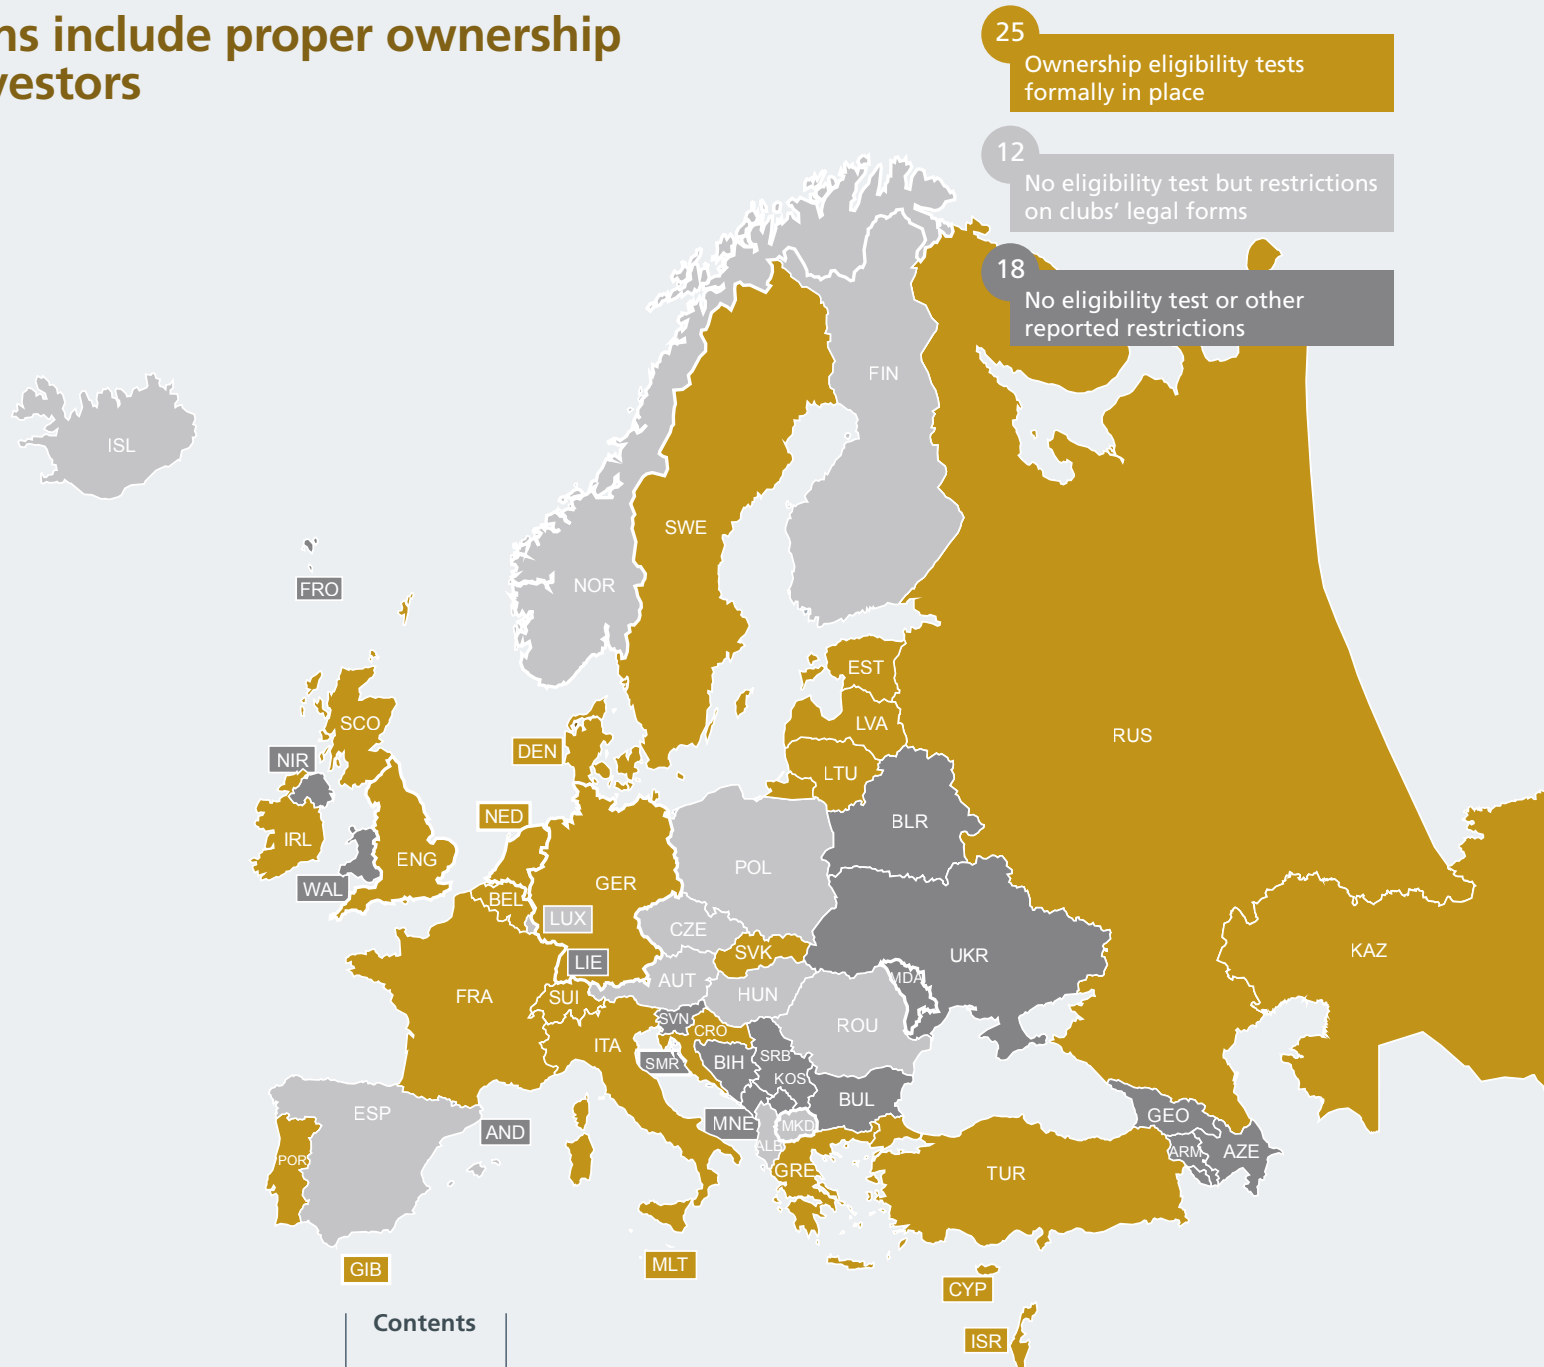 ns include proper ownership
vestors
25
Ownership eligibility tests
formally in place
12
No eligibility test but restrictions
on clubs' legal forms
18
No eligibility test or other
reported restrictions
FIN
ISL
SWE
NOR
FRO
EST
SCO
LVA
RUS
DEN
NIR
LTU
NED
BLR
IRL
ENG
POL
GER
WAL
BEL
LUX
CZE
SVK
UKR
KAZ
LIE
AUT
MDA
FRA
SUI
HUN
SVN
ROU
CRO
ITA
SRB
SMR
BIH
KOS
BUL
ESP
GEO
MNE
MKD
AND
ALB
ARM
AZE
POR
GRE
TUR
GIB
MLT
CYP
Contents
ISR